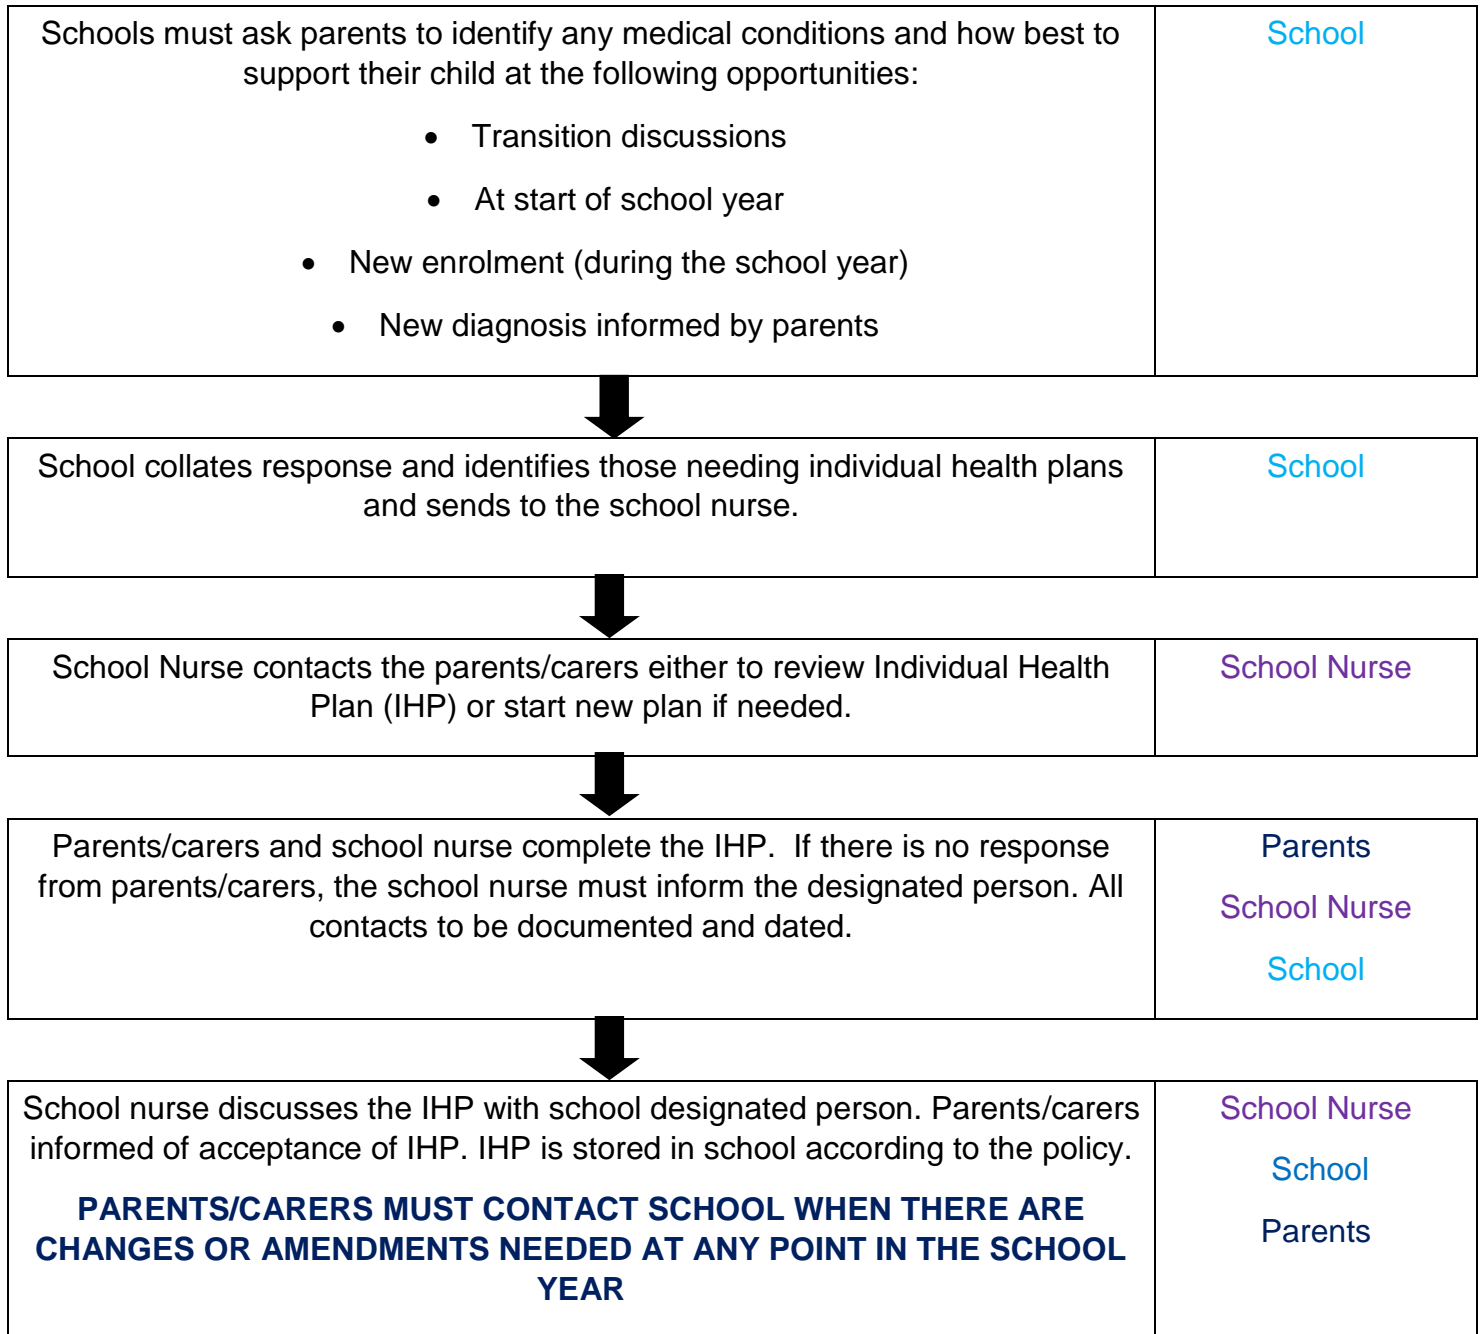 Schools must ask parents to identify any medical conditions and how best to
support their child at the following opportunities:
• Transition discussions
• At start of school year
• New enrolment (during the school year)
• New diagnosis informed by parents
School
School collates response and identifies those needing individual health plans
and sends to the school nurse.
School
School Nurse contacts the parents/carers either to review Individual Health
Plan (IHP) or start new plan if needed.
School Nurse
Parents/carers and school nurse complete the IHP.  If there is no response
from parents/carers, the school nurse must inform the designated person. All
contacts to be documented and dated.
Parents
School Nurse
School
School nurse discusses the IHP with school designated person. Parents/carers
informed of acceptance of IHP. IHP is stored in school according to the policy.
PARENTS/CARERS MUST CONTACT SCHOOL WHEN THERE ARE
CHANGES OR AMENDMENTS NEEDED AT ANY POINT IN THE SCHOOL
YEAR
School Nurse
School
Parents